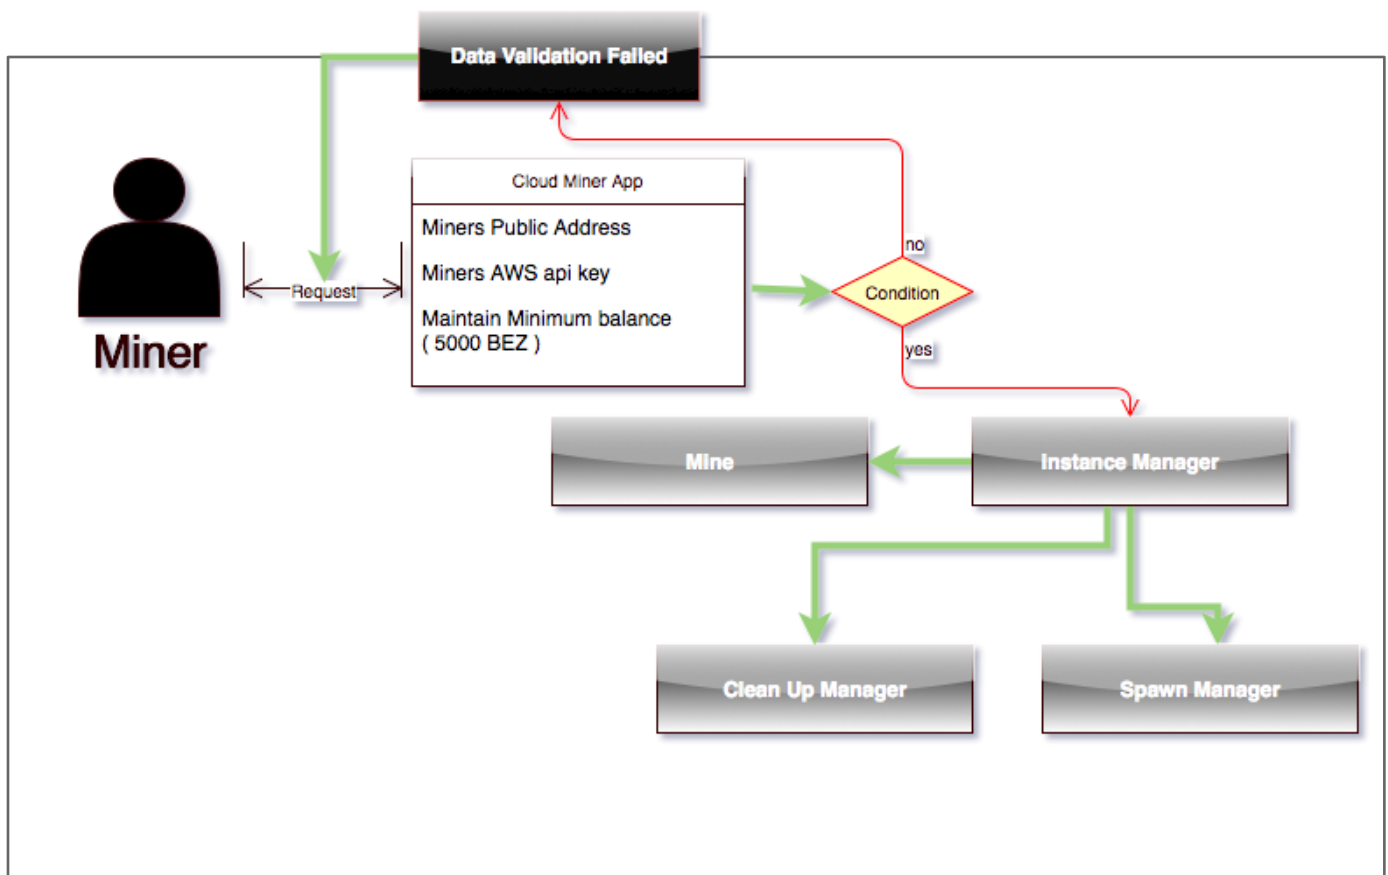 Data Validation Failed
Cloud Miner App
Miners Public Address
Miners AWS api key
Maintain Minimum balance
( 5000 BEZ )
Request
Miner
no
Condition
yes
Mine
Instance Manager
Clean Up Manager
Spawn Manager